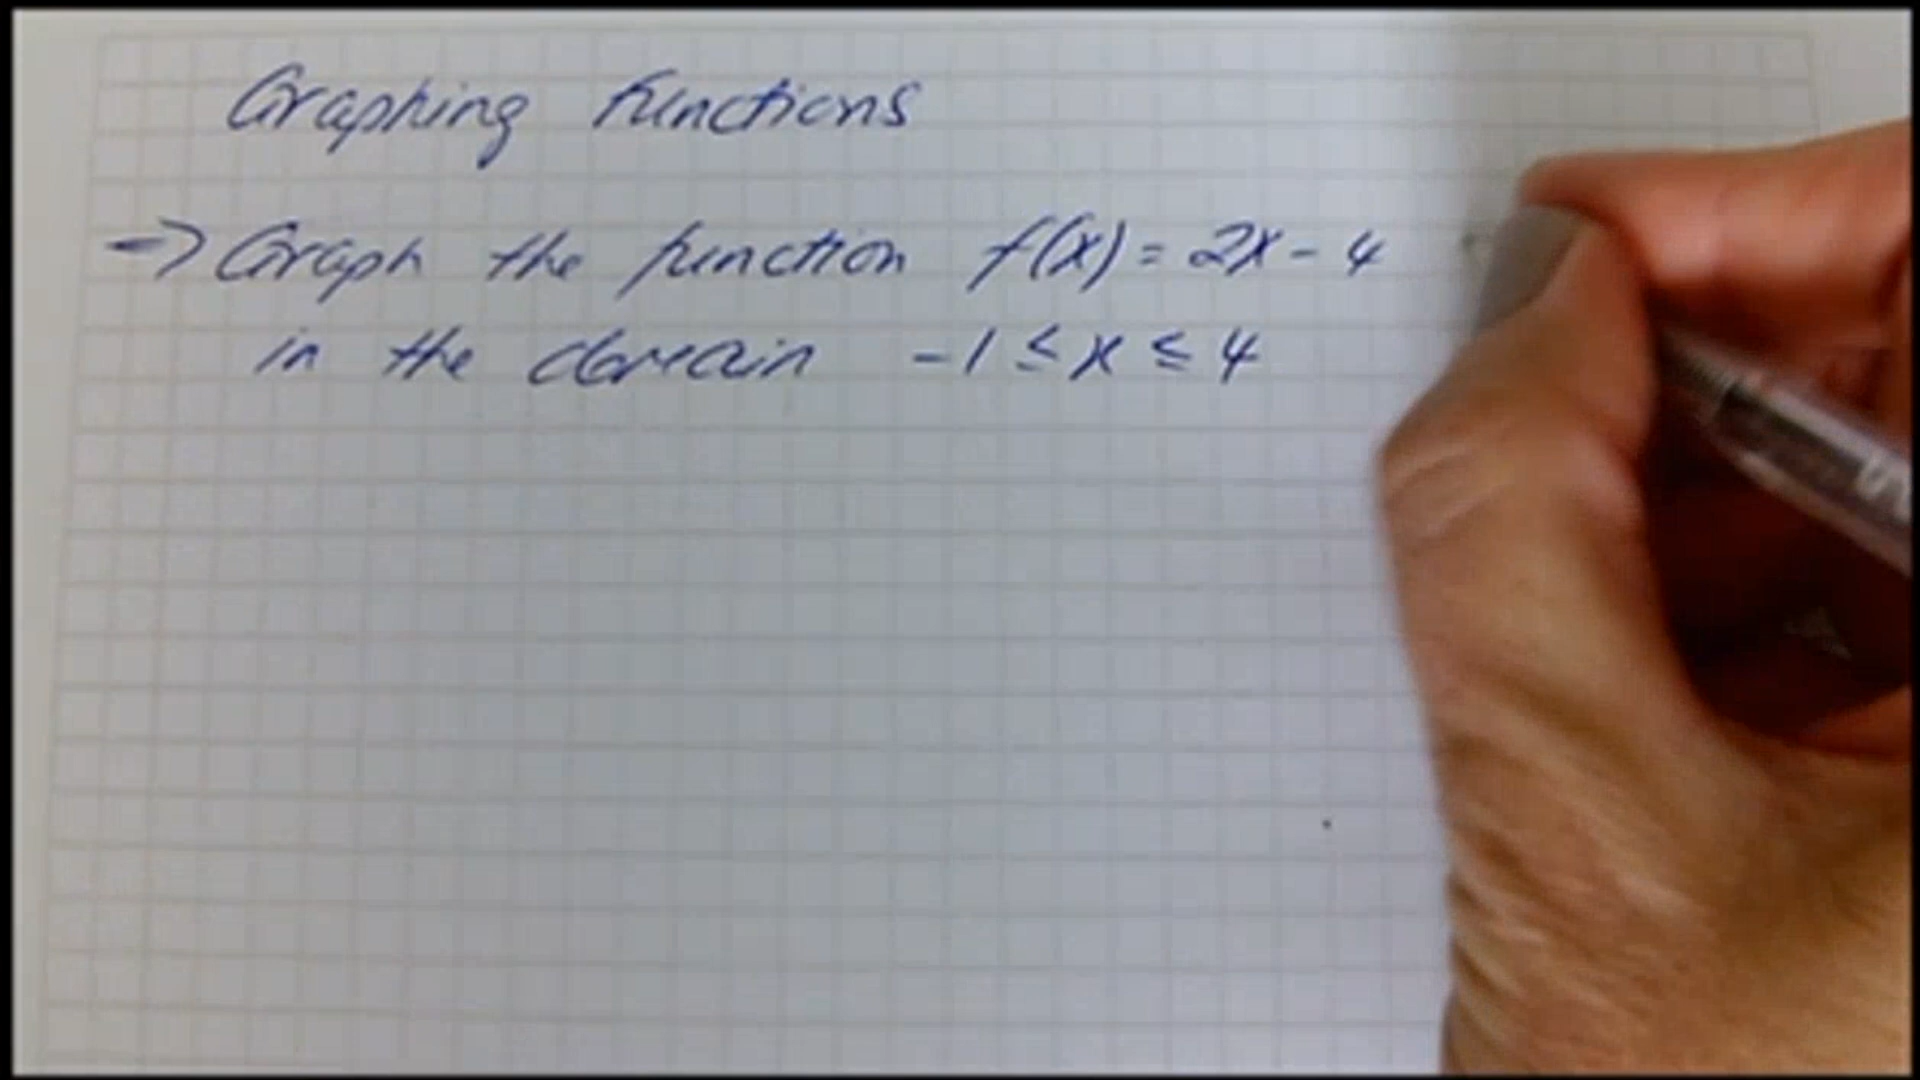 Graphing functions
→ Graph the function f(x) = 2x - 4
in the domain -1 ≤ x ≤ 4